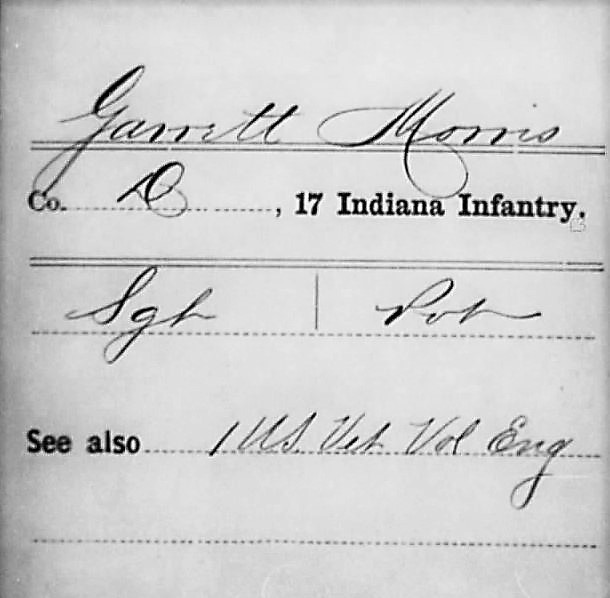 Garrett Morris
Co. D, 17 Indiana Infantry.
Sgt | Pvt
See also 1 U.S. Vet Vol Eng